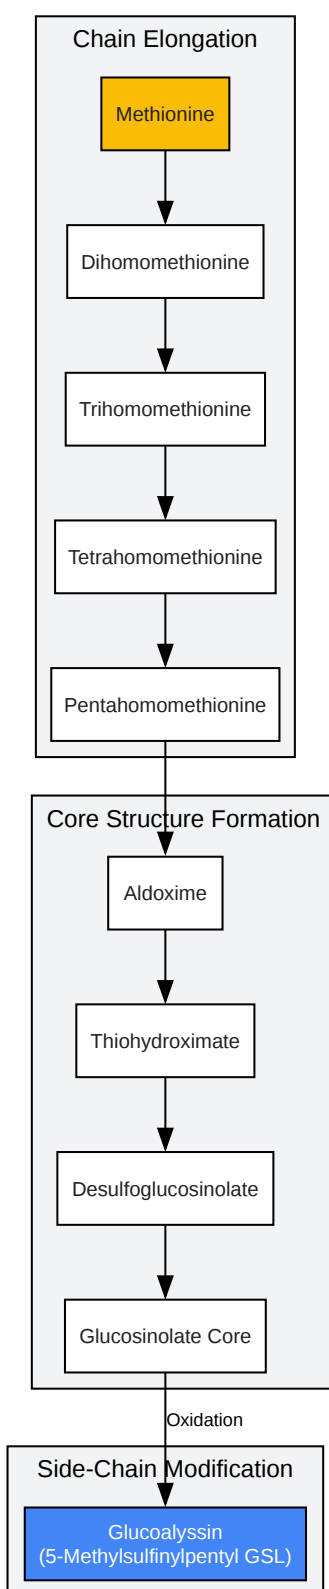 Chain Elongation
Methionine
Dihomomethionine
Trihomomethionine
Tetrahomomethionine
Pentahomomethionine
Core Structure Formation
Aldoxime
Thiohydroximate
Desulfoglucosinolate
Glucosinolate Core
Oxidation
Side-Chain Modification
Glucoalyssin
(5-Methylsulfinylpentyl GSL)